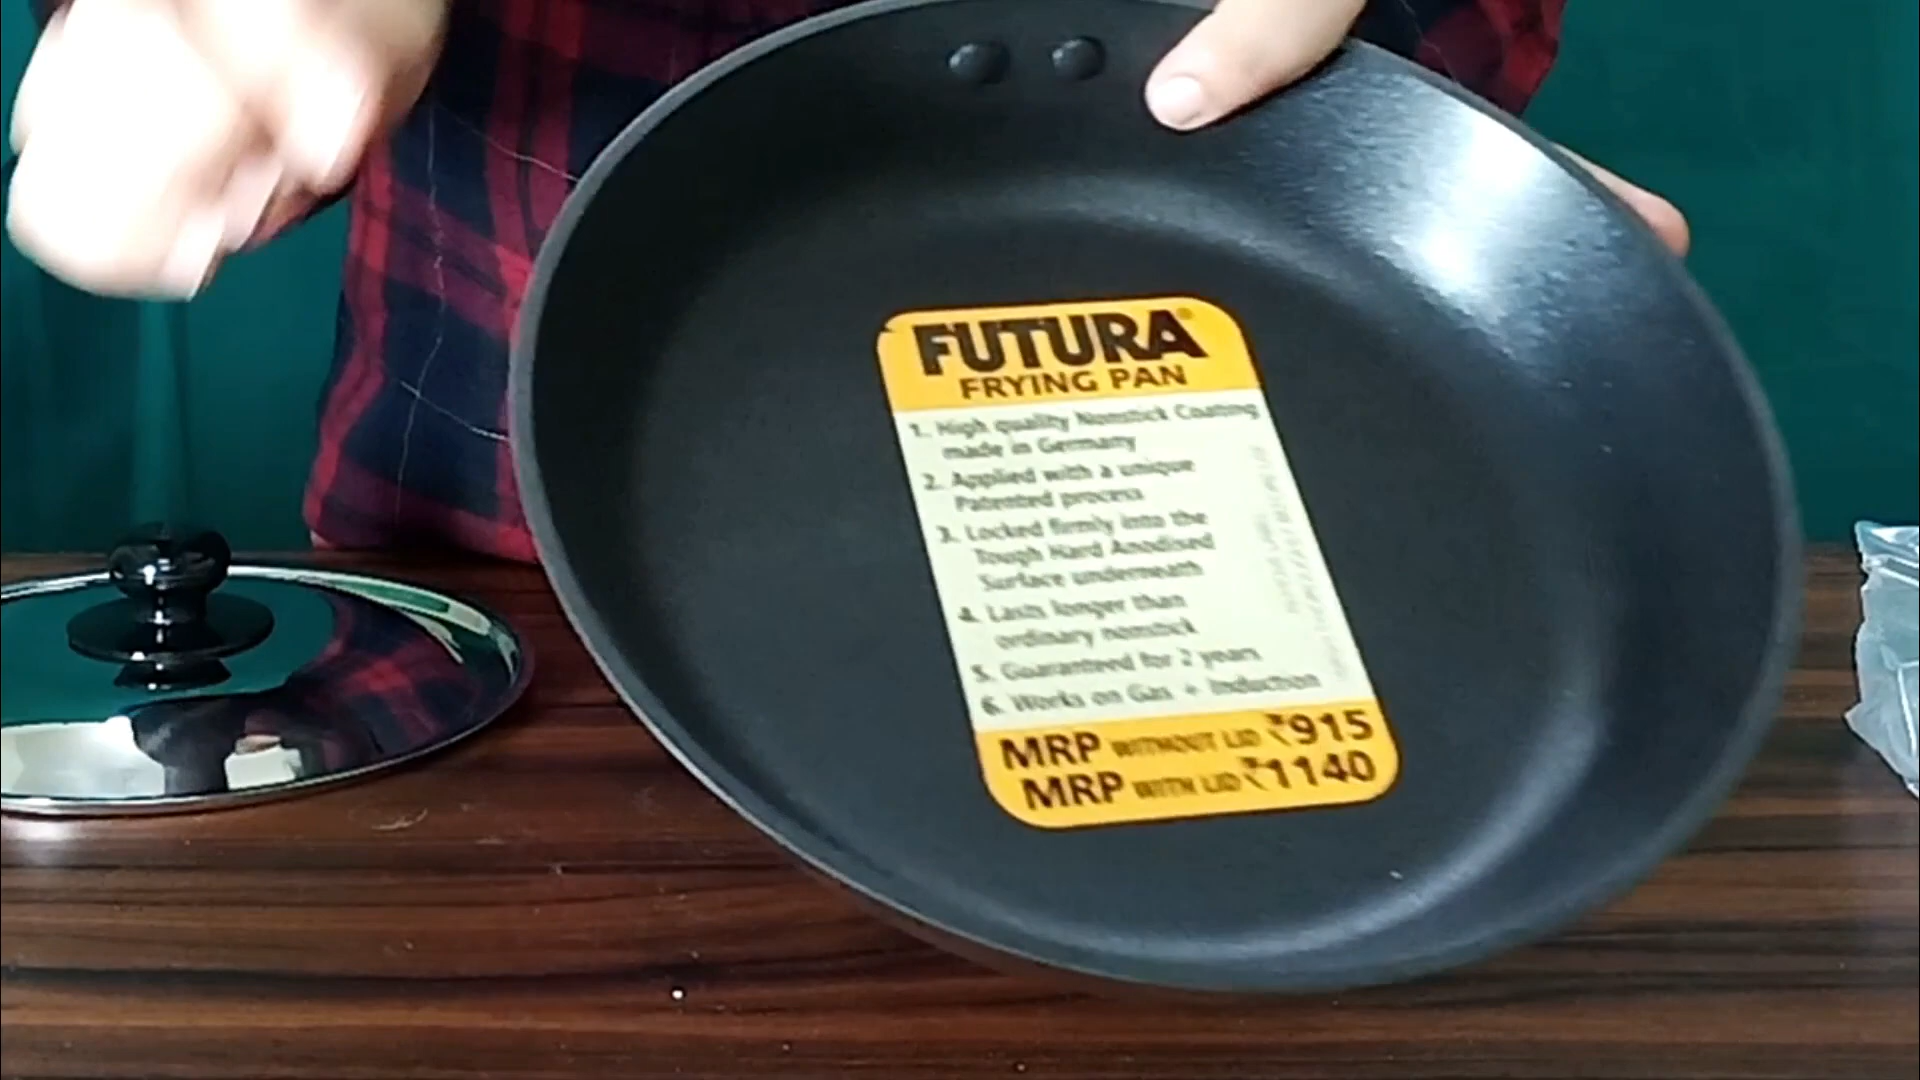 FUTURA®
FRYING PAN
1. High quality Nonstick Coating
made in Germany
2. Applied with a unique
Patented process
3. Locked firmly into the
Tough Hard Anodised
Surface underneath
4. Lasts longer than
ordinary nonstick
5. Guaranteed for 2 years
6. Works on Gas + Induction
MRP WITHOUT LID ₹915
MRP WITH LID ₹1140